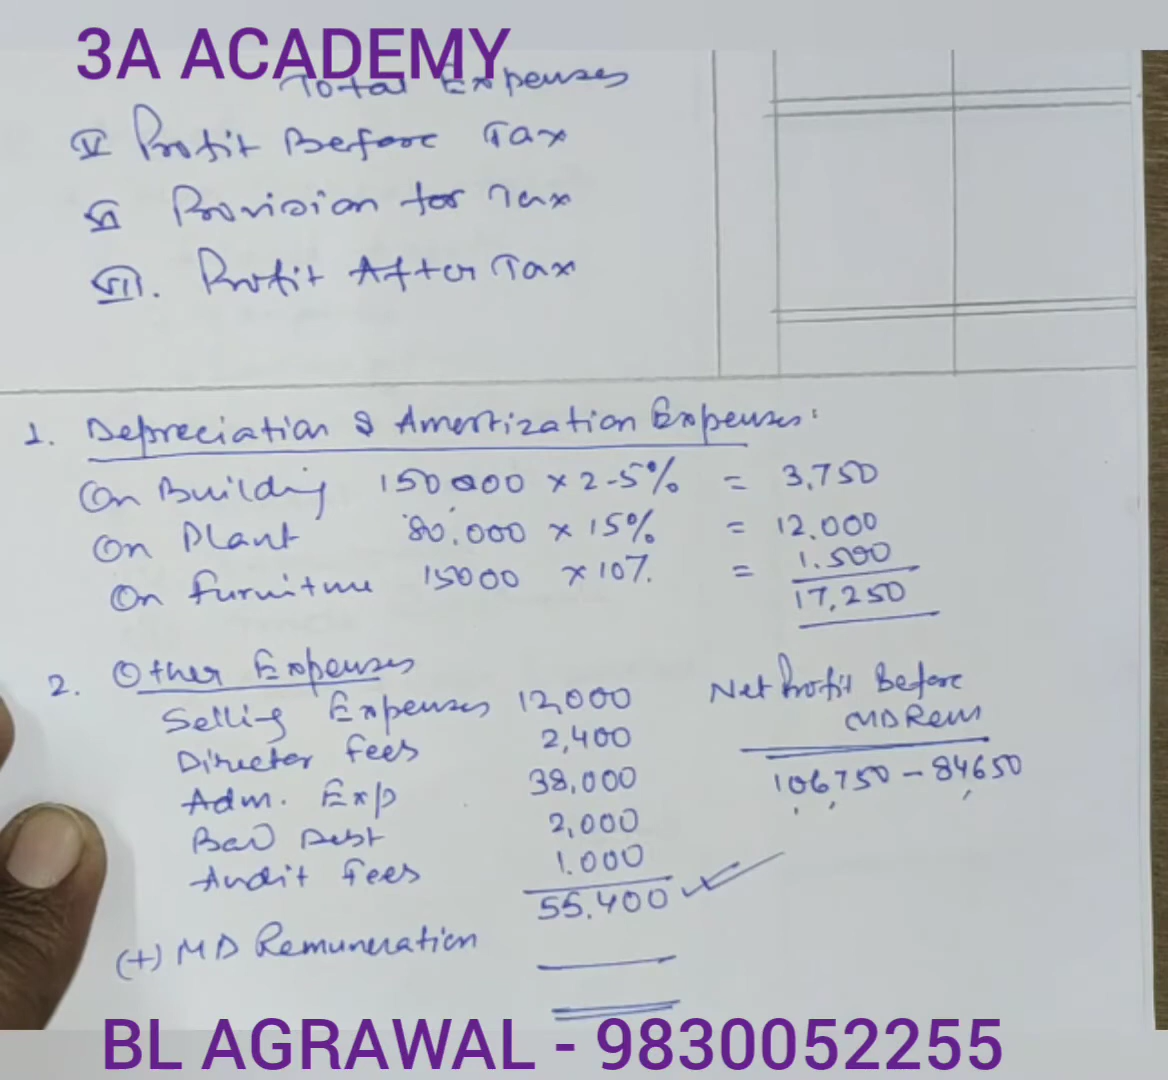 3A ACADEMY
Total Expenses
V Profit Before Tax
VI Provision for Tax
VII. Profit After Tax
1. Depreciation & Amortization Expenses:
On Building 150000 × 2.5% = 3,750
On Plant 80,000 × 15% = 12,000
On Furniture 15000 × 10% = 1,500
17,250
2. Other Expenses
Selling Expenses 12,000
Director Fees 2,400
Adm. Exp 38,000
Bad Debt 2,000
Audit Fees 1,000
55,400
(+) MD Remuneration
Net Profit Before
MD Rem
106750 - 84650
BL AGRAWAL - 9830052255